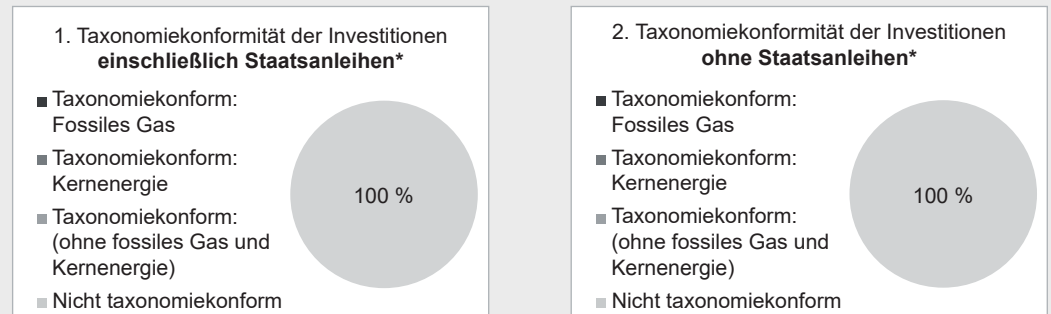 1. Taxonomiekonformität der Investitionen
einschließlich Staatsanleihen*
Taxonomiekonform:
Fossiles Gas
Taxonomiekonform:
Kernenergie
Taxonomiekonform:
(ohne fossiles Gas und
Kernenergie)
Nicht taxonomiekonform
100 %
2. Taxonomiekonformität der Investitionen
ohne Staatsanleihen*
Taxonomiekonform:
Fossiles Gas
Taxonomiekonform:
Kernenergie
Taxonomiekonform:
(ohne fossiles Gas und
Kernenergie)
Nicht taxonomiekonform
100 %